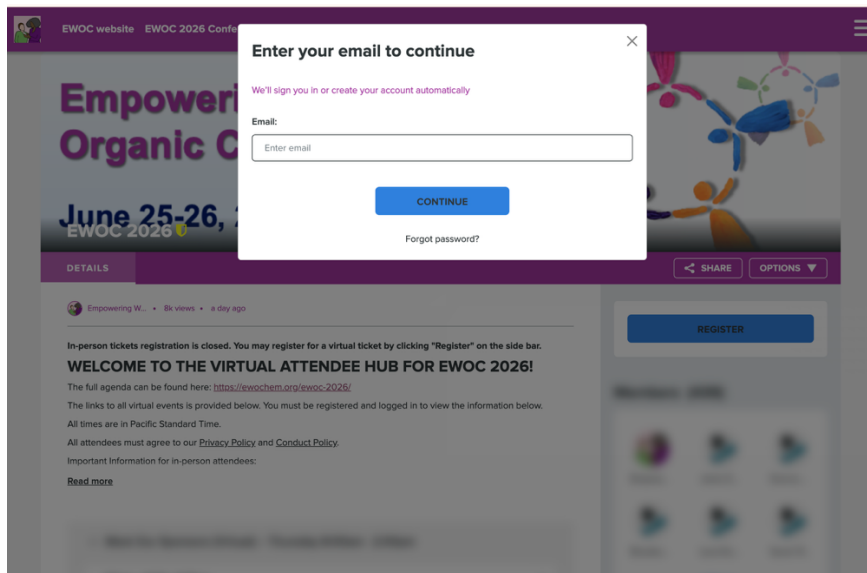 EWOC website EWOC 2026 Confe
Enter your email to continue
We'll sign you in or create your account automatically
Email:
Enter email
CONTINUE
Forgot password?
Empoweri
Organic C
June 25-26, 2
EWOC 2026
DETAILS
SHARE
OPTIONS
Empowering W... • 8k views • a day ago
In-person tickets registration is closed. You may register for a virtual ticket by clicking "Register" on the side bar.
WELCOME TO THE VIRTUAL ATTENDEE HUB FOR EWOC 2026!
The full agenda can be found here: https://ewochem.org/ewoc-2026/
The links to all virtual events is provided below. You must be registered and logged in to view the information below.
All times are in Pacific Standard Time.
All attendees must agree to our Privacy Policy and Conduct Policy.
Important Information for in-person attendees:
Read more
REGISTER